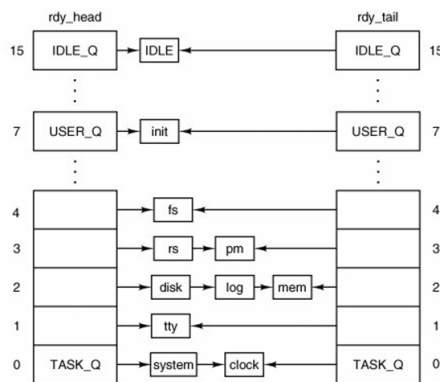 rdy_head rdy_tail
15 IDLE_Q IDLE IDLE_Q 15
7 USER_Q init USER_Q 7
4 fs 4
3 rs pm 3
2 disk log mem 2
1 tty 1
0 TASK_Q system clock TASK_Q 0